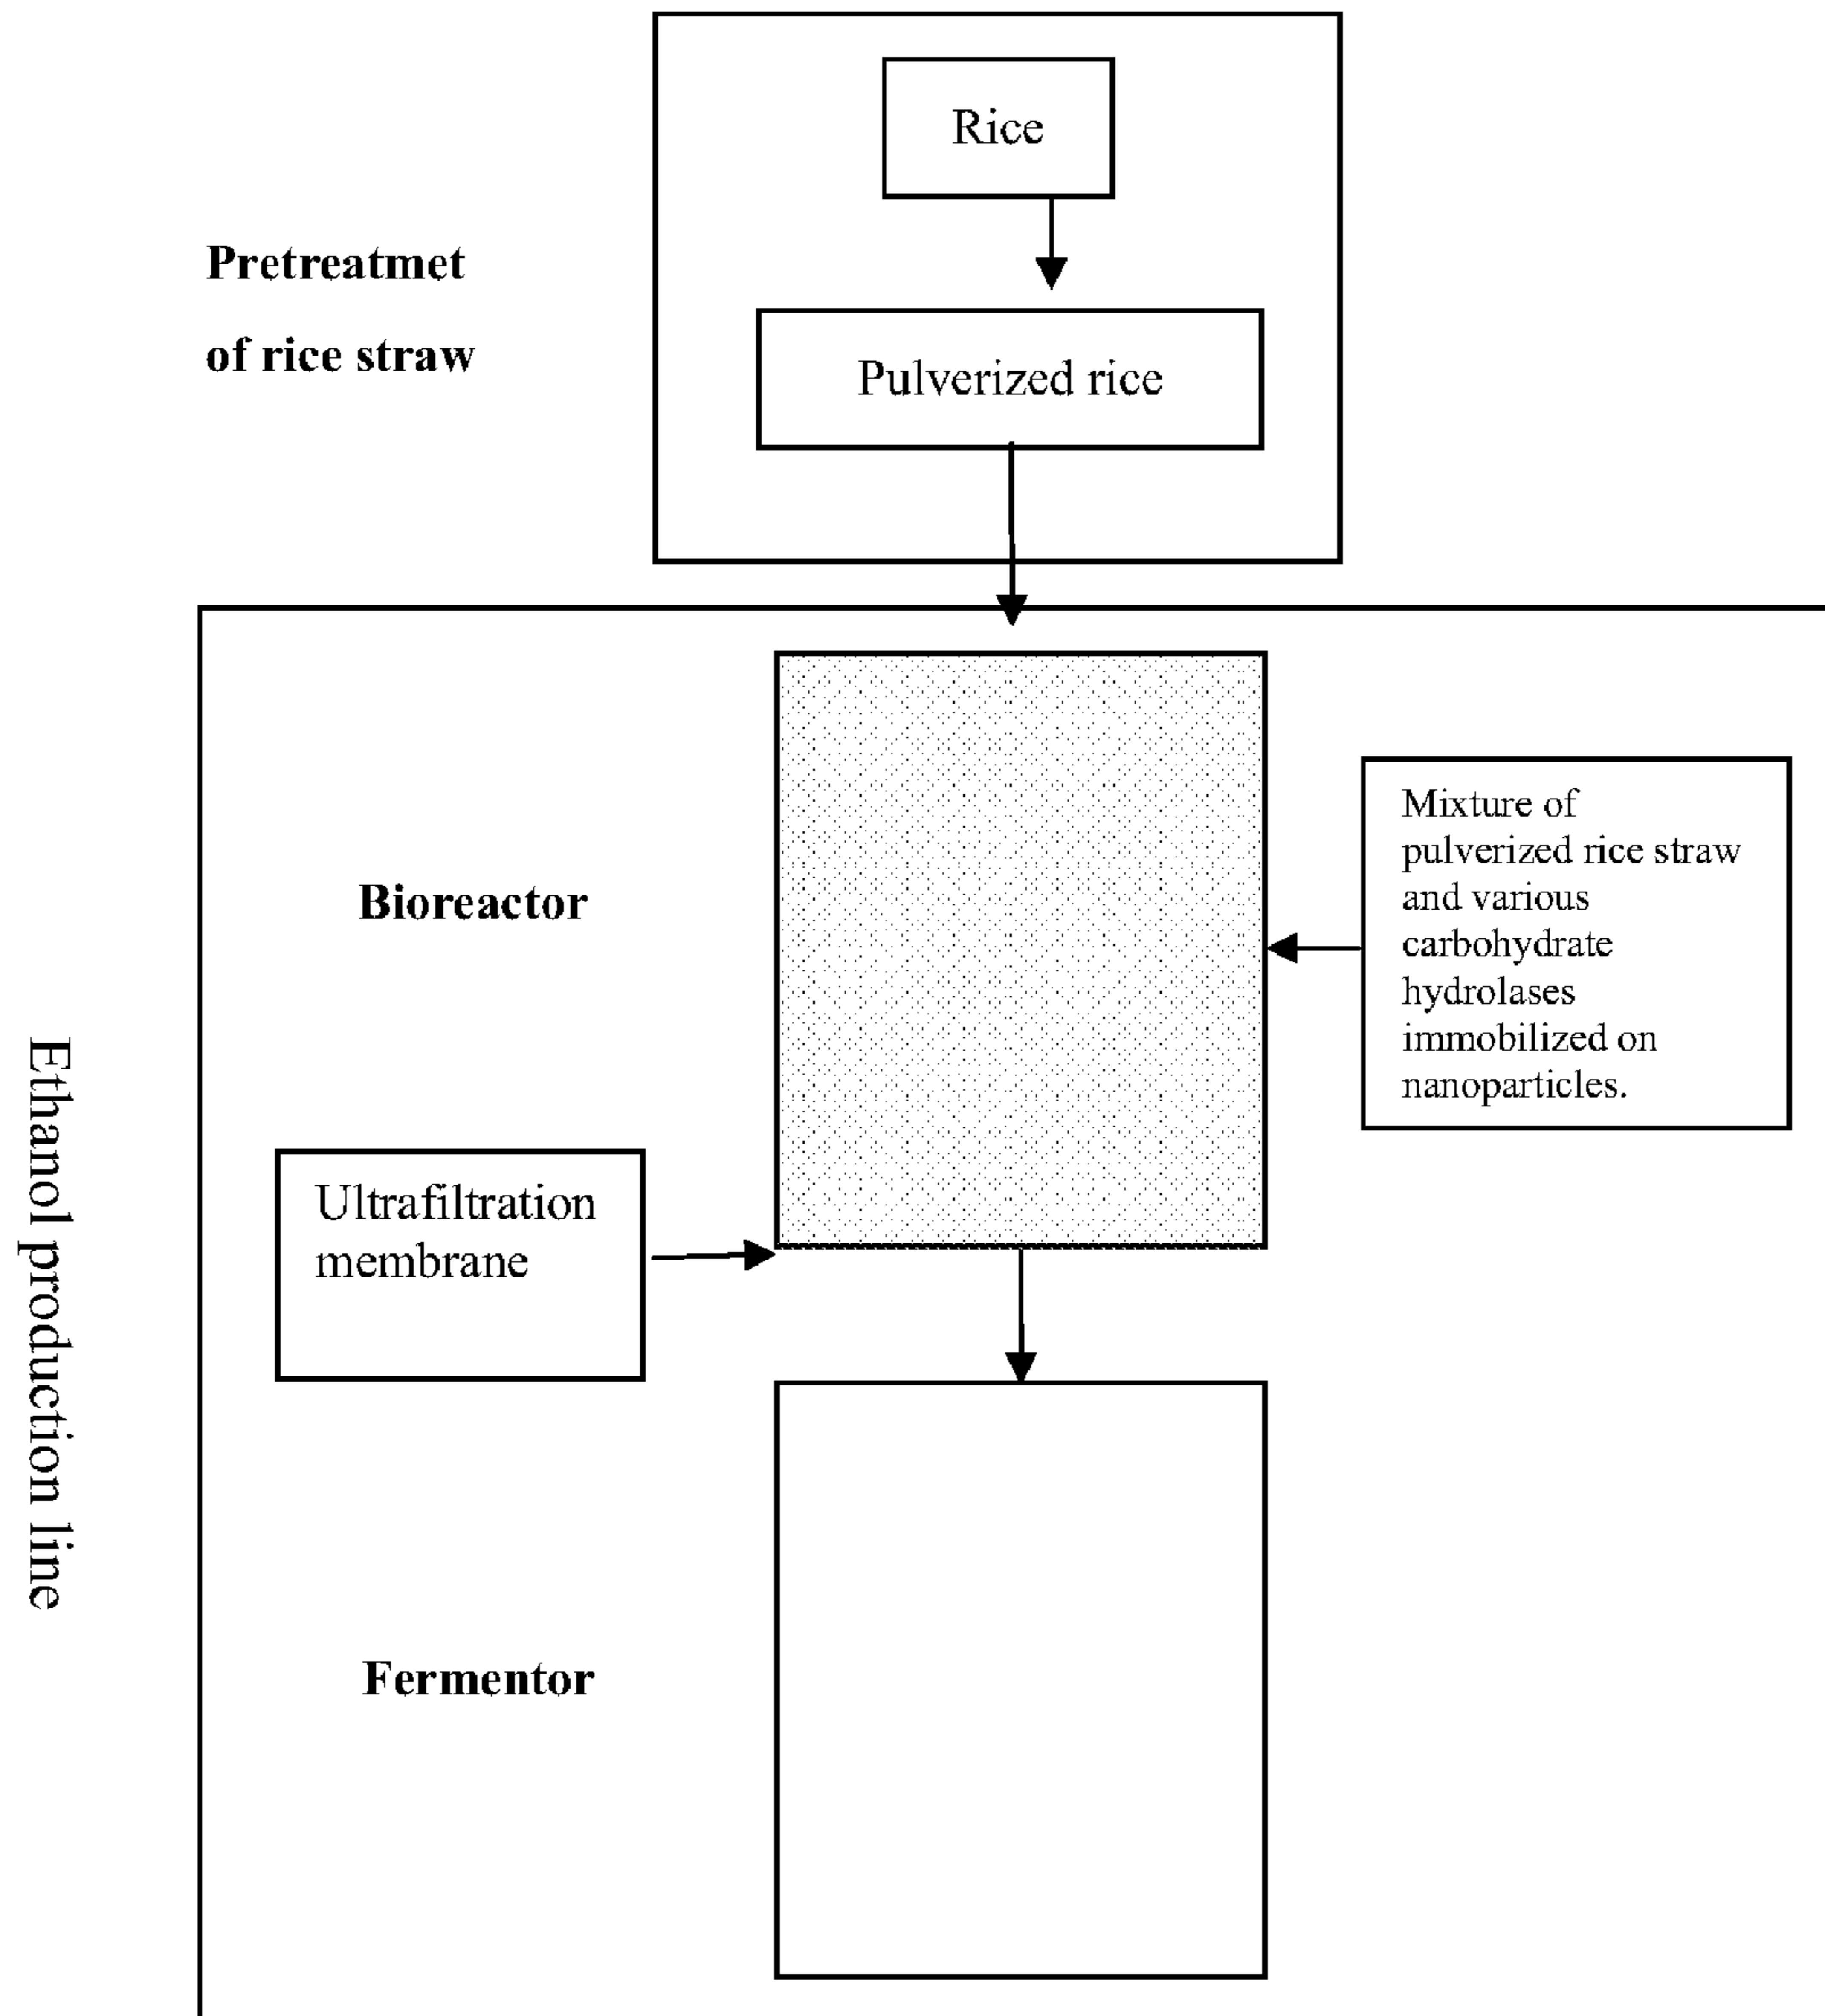 Rice
Pretreatmet
of rice straw
Pulverized rice
Bioreactor
Mixture of
pulverized rice straw
and various
carbohydrate
hydrolases
immobilized on
nanoparticles.
Ultrafiltration
membrane
Ethanol production line
Fermentor